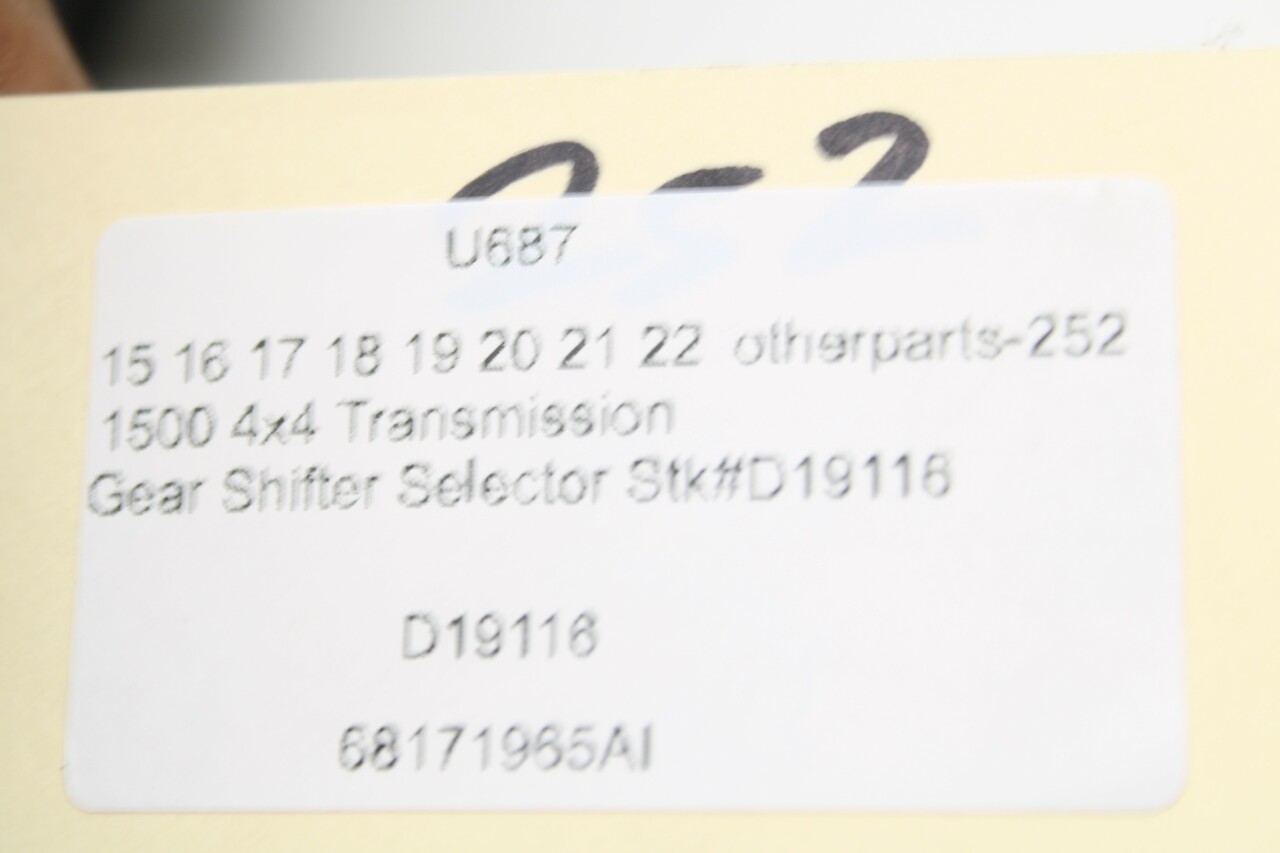 252
U687
15 16 17 18 19 20 21 22 otherparts-252
1500 4x4 Transmission
Gear Shifter Selector Stk#D19116
D19116
68171965AI